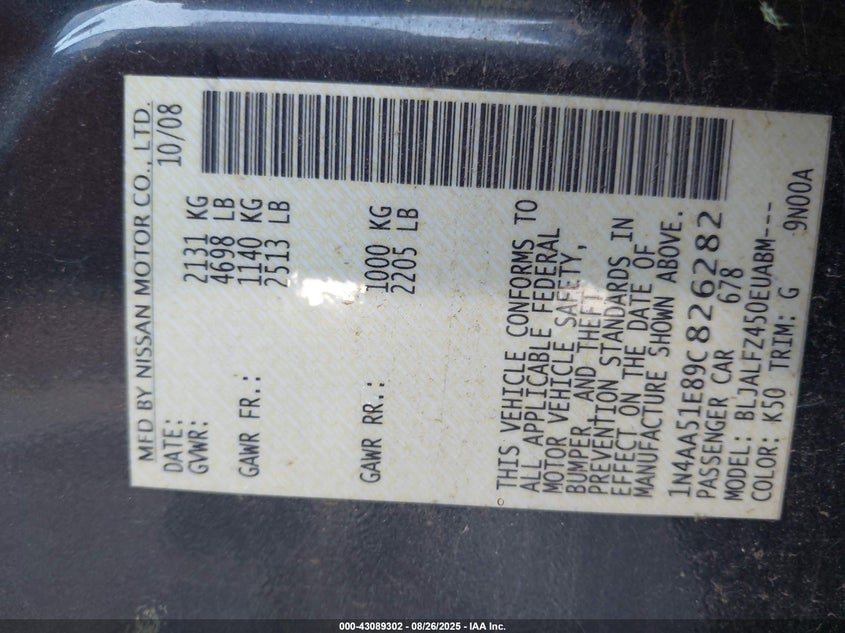 MFD BY NISSAN MOTOR CO., LTD.
DATE: 10/08
GVWR: 2131 KG
4698 LB
GAWR FR.: 1140 KG
2513 LB
GAWR RR.: 1000 KG
2205 LB
THIS VEHICLE CONFORMS TO
ALL APPLICABLE FEDERAL
MOTOR VEHICLE SAFETY,
BUMPER, AND THEFT
PREVENTION STANDARDS IN
EFFECT ON THE DATE OF
MANUFACTURE SHOWN ABOVE.
1N4AA51E89C826282
PASSENGER CAR 678
MODEL: BLJALFZ450EUABM---
COLOR: K50 TRIM: G 9N00A
000-43089302 - 08/26/2025 - IAA Inc.